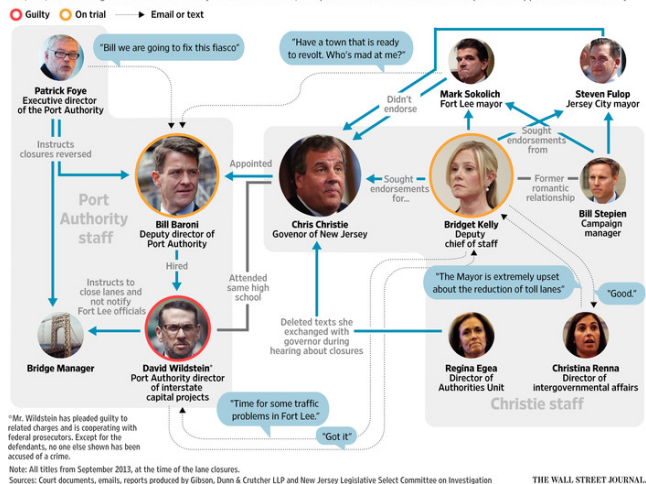 Guilty
On trial
Email or text
"Bill we are going to fix this fiasco"
"Have a town that is ready
to revolt. Who's mad at me?"
Patrick Foye
Executive director
of the Port Authority
Mark Sokolich
Fort Lee mayor
Steven Fulop
Jersey City mayor
Didn't
endorse
Instructs
closures reversed
Sought
endorsements
from
Appointed
Sought
endorsements
for...
Former
romantic
relationship
Port
Authority
staff
Bill Baroni
Deputy director of
Port Authority
Chris Christie
Govenor of New Jersey
Bridget Kelly
Deputy
chief of staff
Bill Stepien
Campaign
manager
Hired
Attended
same high
school
Instructs to
close lanes and
not notify
Fort Lee officials
"The Mayor is extremely upset
about the reduction of toll lanes"
"Good."
Deleted texts she
exchanged with
governor during
hearing about closures
Bridge Manager
David Wildstein*
Port Authority director
of interstate
capital projects
Regina Egea
Director of
Authorities Unit
Christina Renna
Director of
intergovernmental affairs
Christie staff
"Time for some traffic
problems in Fort Lee."
"Got it"
*Mr. Wildstein has pleaded guilty to
related charges and is cooperating with
federal prosecutors. Except for the
defendants, no one else shown has been
accused of a crime.
Note: All titles from September 2013, at the time of the lane closures.
Sources: Court documents, emails, reports produced by Gibson, Dunn & Crutcher LLP and New Jersey Legislative Select Committee on Investigation
THE WALL STREET JOURNAL.